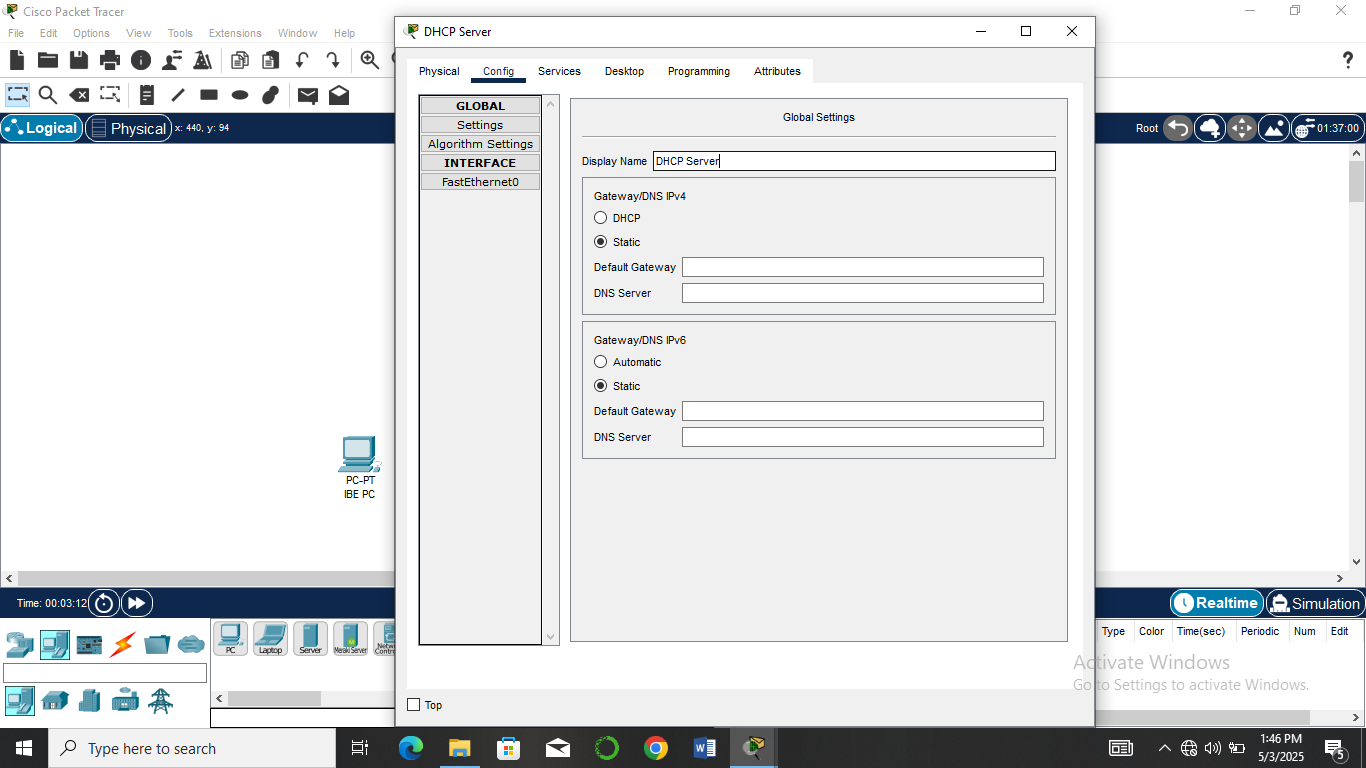 Cisco Packet Tracer
File Edit Options View Tools Extensions Window Help
Logical
Physical
x: 440, y: 94
Root
01:37:00
DHCP Server
Physical Config Services Desktop Programming Attributes
GLOBAL
Settings
Algorithm Settings
INTERFACE
FastEthernet0
Global Settings
Display Name DHCP Server
Gateway/DNS IPv4
DHCP
Static
Default Gateway
DNS Server
Gateway/DNS IPv6
Automatic
Static
Default Gateway
DNS Server
Top
PC-PT
IBE PC
Time: 00:03:12
Realtime
Simulation
PC
Laptop
Server
Meraki Server
Type Color Time(sec) Periodic Num Edit
Activate Windows
Go to Settings to activate Windows.
Type here to search
1:46 PM
5/3/2025
5